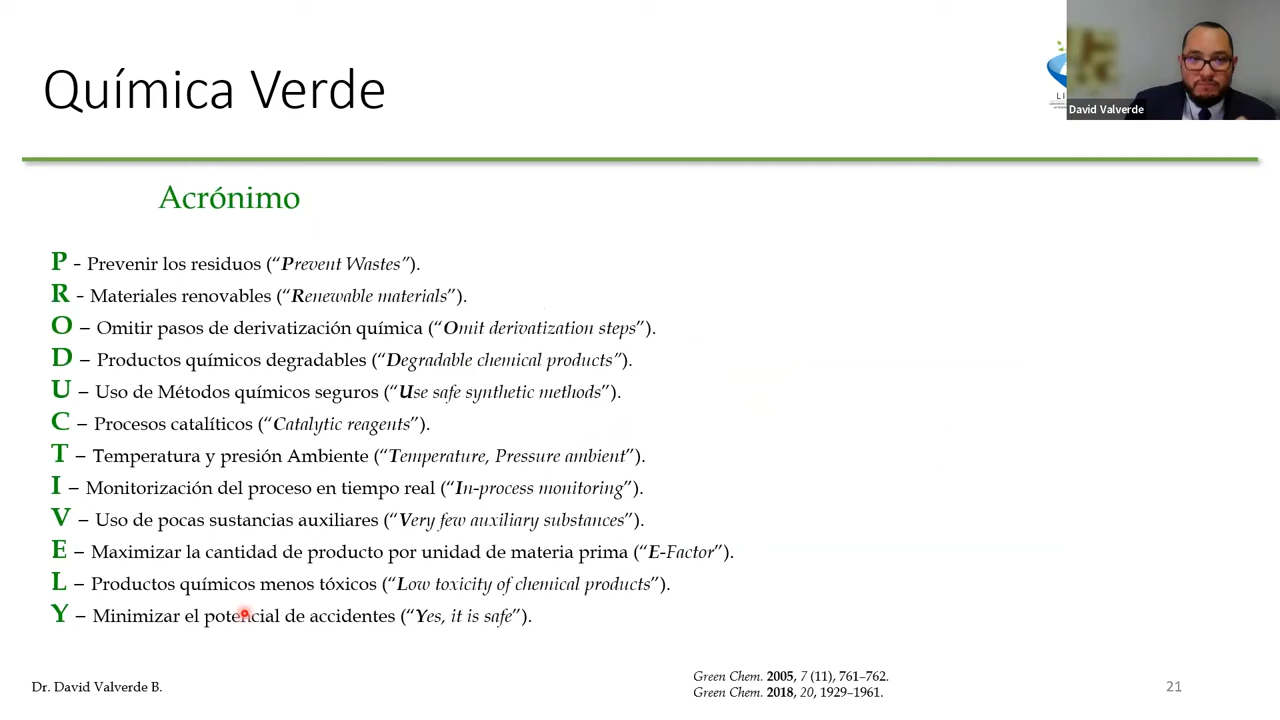 Química Verde
LI
David Valverde
Acrónimo
P - Prevenir los residuos (“Prevent Wastes”).
R - Materiales renovables (“Renewable materials”).
O – Omitir pasos de derivatización química (“Omit derivatization steps”).
D – Productos químicos degradables (“Degradable chemical products”).
U – Uso de Métodos químicos seguros (“Use safe synthetic methods”).
C – Procesos catalíticos (“Catalytic reagents”).
T – Temperatura y presión Ambiente (“Temperature, Pressure ambient”).
I – Monitorización del proceso en tiempo real (“In-process monitoring”).
V – Uso de pocas sustancias auxiliares (“Very few auxiliary substances”).
E – Maximizar la cantidad de producto por unidad de materia prima (“E-Factor”).
L – Productos químicos menos tóxicos (“Low toxicity of chemical products”).
Y – Minimizar el potencial de accidentes (“Yes, it is safe”).
Dr. David Valverde B.
Green Chem. 2005, 7 (11), 761–762.
Green Chem. 2018, 20, 1929–1961.
21